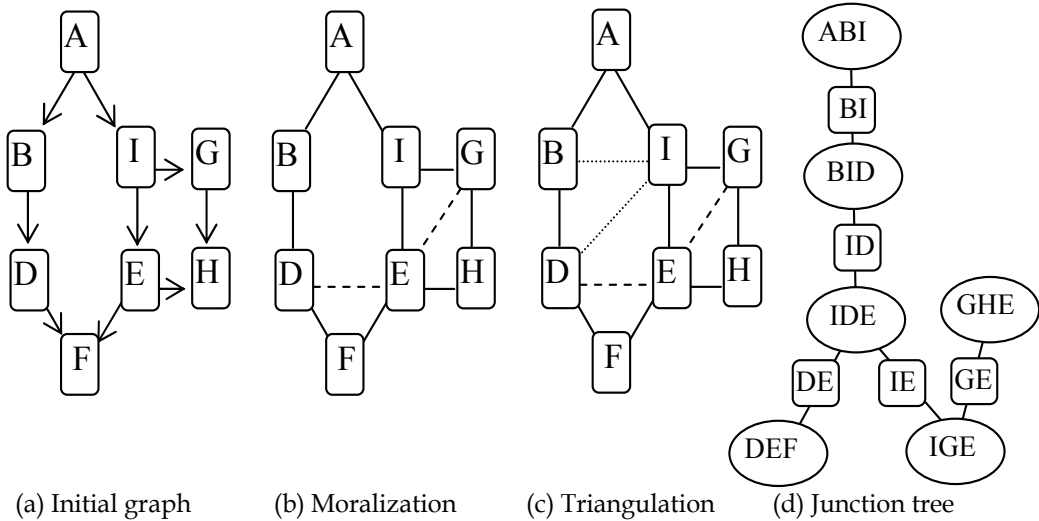 A
B
I
G
D
E
H
F
A
B
I
G
D
E
H
F
A
B
I
G
D
E
H
F
ABI
BI
BID
ID
IDE
GHE
DE
IE
GE
DEF
IGE
(a) Initial graph
(b) Moralization
(c) Triangulation
(d) Junction tree